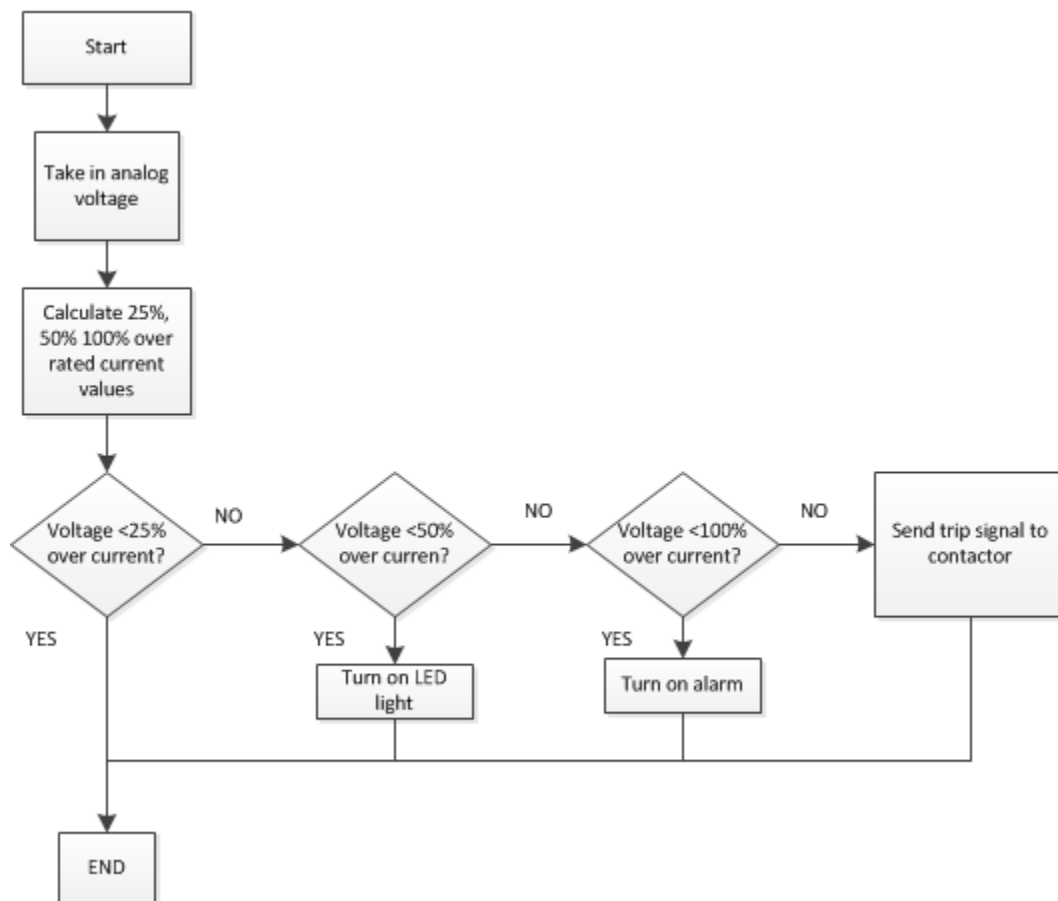 Start
Take in analog
voltage
Calculate 25%,
50% 100% over
rated current
values
Voltage <25%
over current?
NO
YES
Voltage <50%
over curren?
NO
YES
Turn on LED
light
Voltage <100%
over current?
NO
YES
Turn on alarm
Send trip signal to
contactor
END